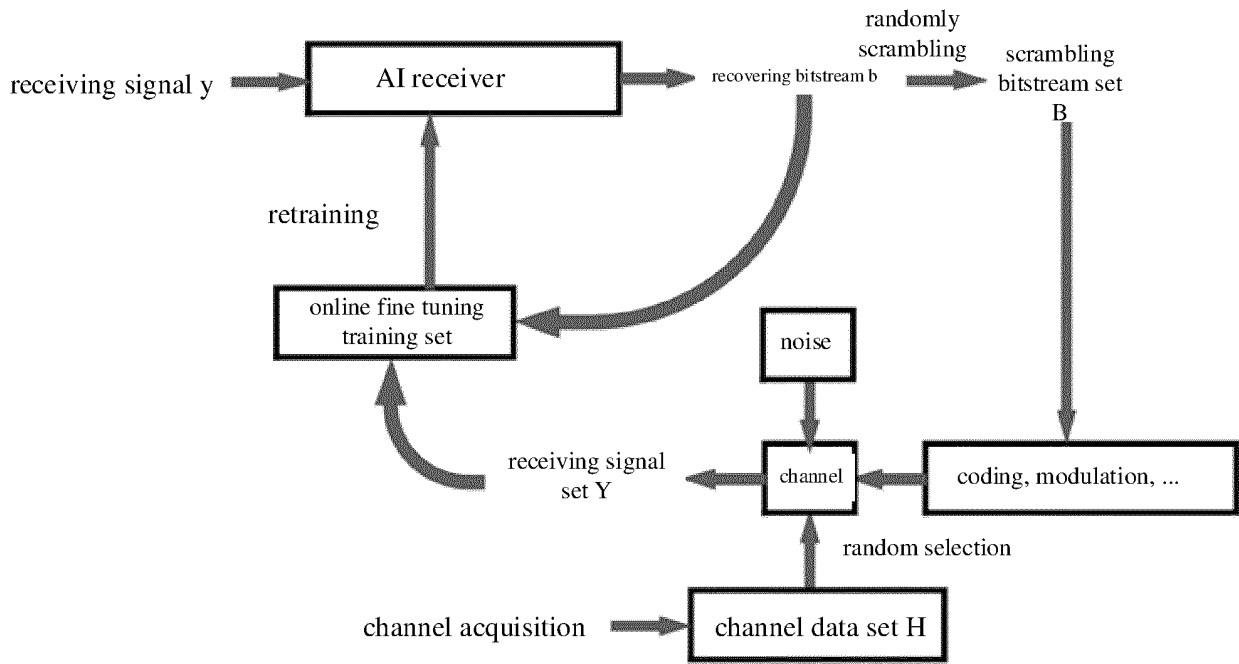 randomly
scrambling
scrambling
bitstream set
B
receiving signal y
AI receiver
recovering bitstream b
retraining
online fine tuning
training set
noise
receiving signal
set Y
channel
coding, modulation, ...
random selection
channel acquisition
channel data set H